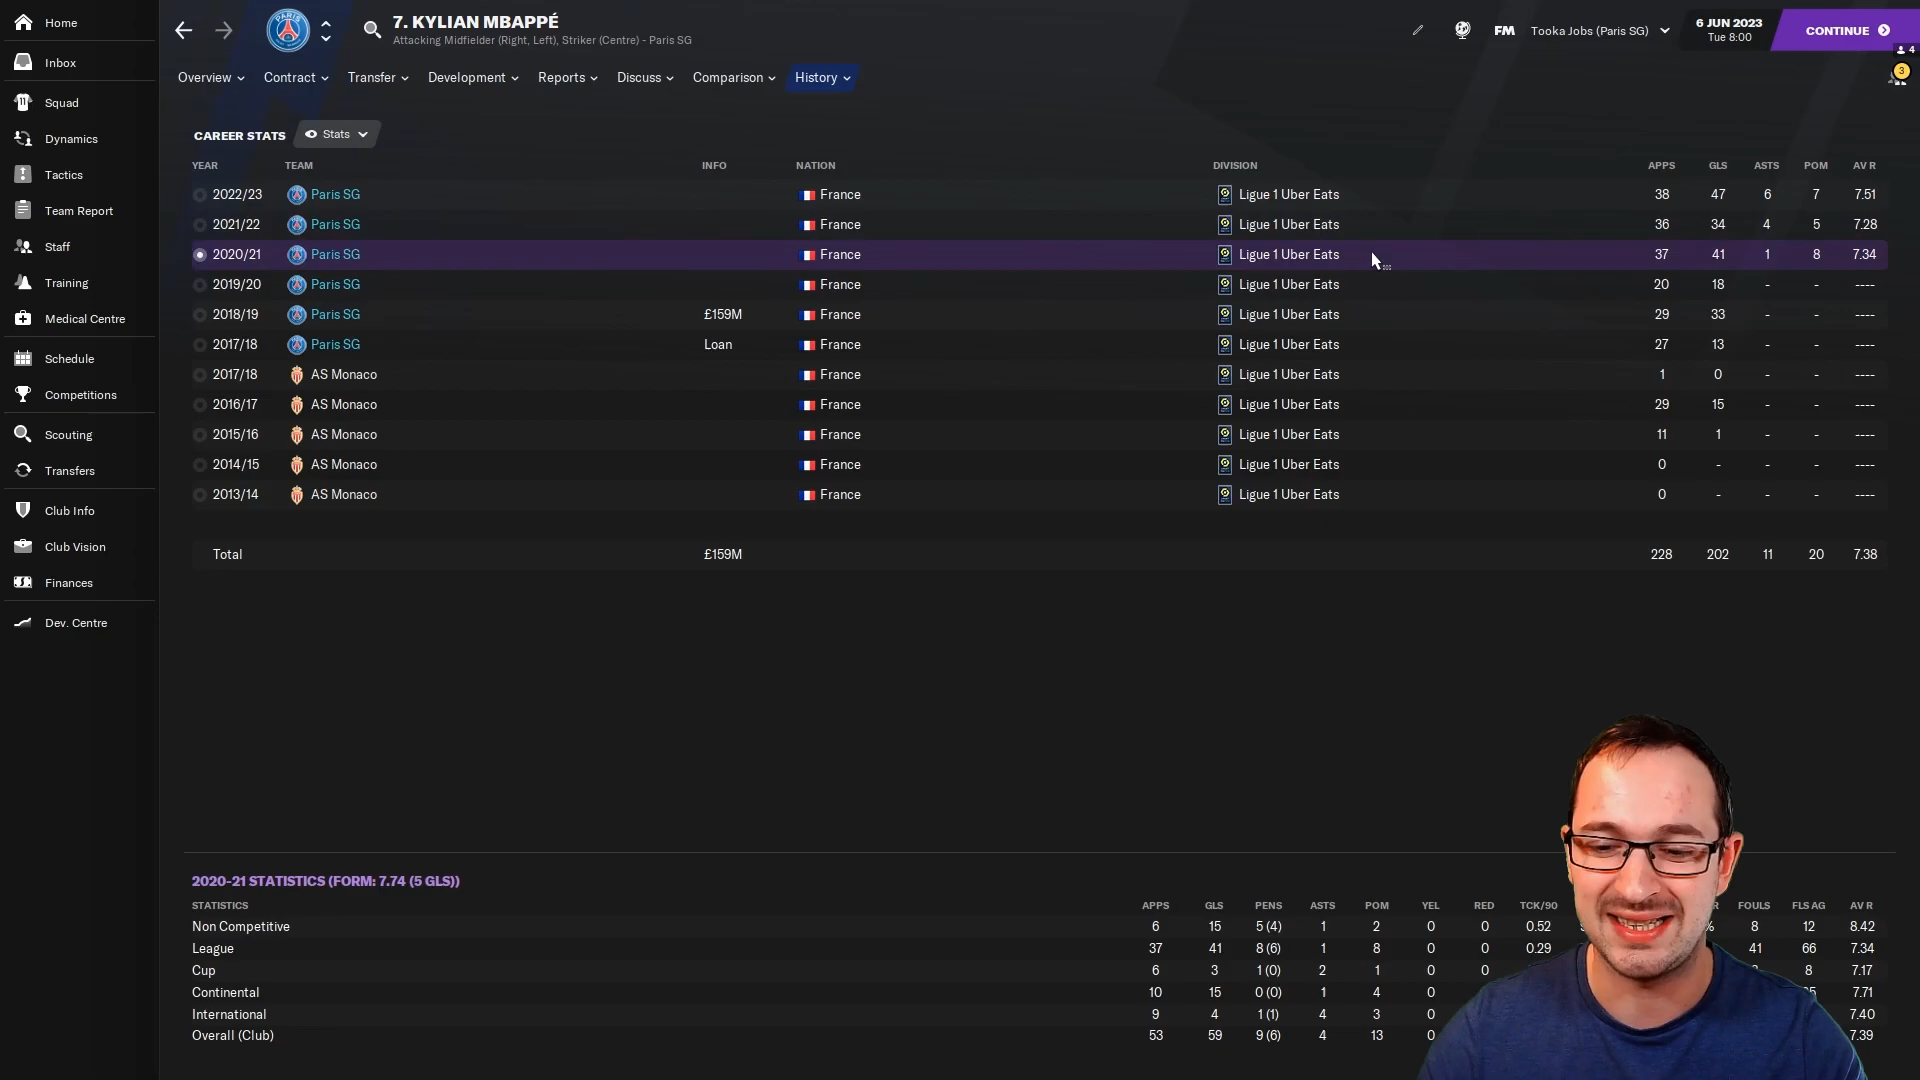 Home
Inbox
Squad
Dynamics
Tactics
Team Report
Staff
Training
Medical Centre
Schedule
Competitions
Scouting
Transfers
Club Info
Club Vision
Finances
Dev. Centre
7. KYLIAN MBAPPÉ
Attacking Midfielder (Right, Left), Striker (Centre) - Paris SG
FM Tooka Jobs (Paris SG)
6 JUN 2023
Tue 8:00
CONTINUE
4
3
Overview Contract Transfer Development Reports Discuss Comparison History
CAREER STATS Stats
YEAR TEAM INFO NATION DIVISION APPS GLS ASTS POM AV R
2022/23 Paris SG France Ligue 1 Uber Eats 38 47 6 7 7.51
2021/22 Paris SG France Ligue 1 Uber Eats 36 34 4 5 7.28
2020/21 Paris SG France Ligue 1 Uber Eats 37 41 1 8 7.34
2019/20 Paris SG France Ligue 1 Uber Eats 20 18 - - ----
2018/19 Paris SG £159M France Ligue 1 Uber Eats 29 33 - - ----
2017/18 Paris SG Loan France Ligue 1 Uber Eats 27 13 - - ----
2017/18 AS Monaco France Ligue 1 Uber Eats 1 0 - - ----
2016/17 AS Monaco France Ligue 1 Uber Eats 29 15 - - ----
2015/16 AS Monaco France Ligue 1 Uber Eats 11 1 - - ----
2014/15 AS Monaco France Ligue 1 Uber Eats 0 - - - ----
2013/14 AS Monaco France Ligue 1 Uber Eats 0 - - - ----
Total £159M 228 202 11 20 7.38
2020-21 STATISTICS (FORM: 7.74 (5 GLS))
STATISTICS APPS GLS PENS ASTS POM YEL RED TCK/90 FOULS FLS AG AV R
Non Competitive 6 15 5 (4) 1 2 0 0 0.52 % 8 12 8.42
League 37 41 8 (6) 1 8 0 0 0.29 41 66 7.34
Cup 6 3 1 (0) 2 1 0 0 8 7.17
Continental 10 15 0 (0) 1 4 0 7.71
International 9 4 1 (1) 4 3 0 7.40
Overall (Club) 53 59 9 (6) 4 13 0 7.39